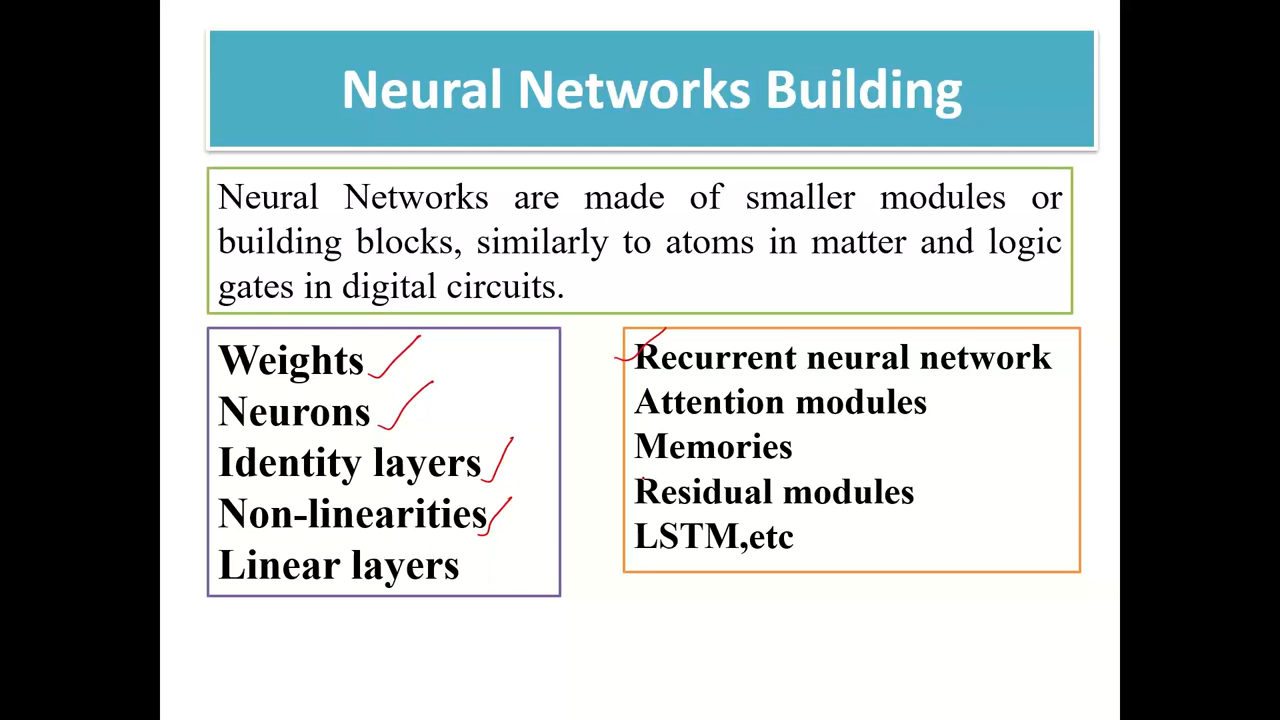 Neural Networks Building
Neural Networks are made of smaller modules or
building blocks, similarly to atoms in matter and logic
gates in digital circuits.
Weights
Neurons
Identity layers
Non-linearities
Linear layers
Recurrent neural network
Attention modules
Memories
Residual modules
LSTM,etc